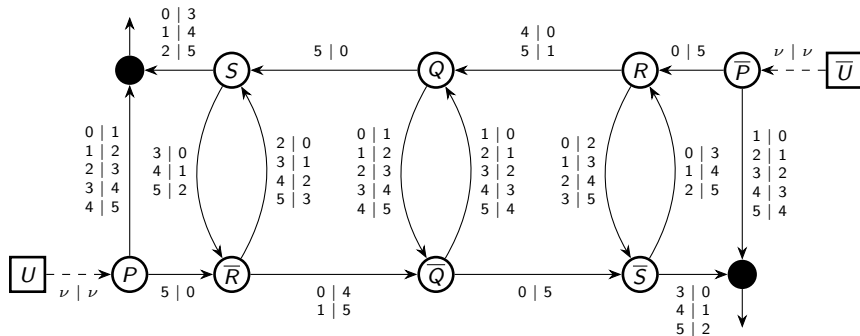 0 | 3
1 | 4
2 | 5
S
5 | 0
Q
4 | 0
5 | 1
R
0 | 5
P̅
ν | ν
U̅
0 | 1
1 | 2
2 | 3
3 | 4
4 | 5
3 | 0
4 | 1
5 | 2
2 | 0
3 | 1
4 | 2
5 | 3
0 | 1
1 | 2
2 | 3
3 | 4
4 | 5
1 | 0
2 | 1
3 | 2
4 | 3
5 | 4
0 | 2
1 | 3
2 | 4
3 | 5
0 | 3
1 | 4
2 | 5
1 | 0
2 | 1
3 | 2
4 | 3
5 | 4
U
ν | ν
P
5 | 0
R̅
0 | 4
1 | 5
Q̅
0 | 5
S̅
3 | 0
4 | 1
5 | 2